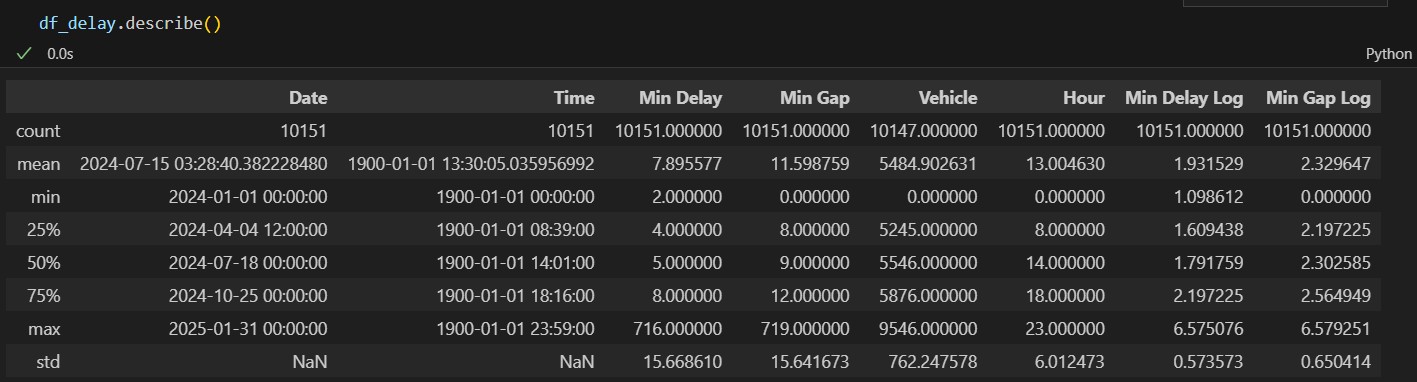 df_delay.describe()
0.0s
Python
Date Time Min Delay Min Gap Vehicle Hour Min Delay Log Min Gap Log
count 10151 10151 10151.000000 10151.000000 10147.000000 10151.000000 10151.000000 10151.000000
mean 2024-07-15 03:28:40.382228480 1900-01-01 13:30:05.035956992 7.895577 11.598759 5484.902631 13.004630 1.931529 2.329647
min 2024-01-01 00:00:00 1900-01-01 00:00:00 2.000000 0.000000 0.000000 0.000000 1.098612 0.000000
25% 2024-04-04 12:00:00 1900-01-01 08:39:00 4.000000 8.000000 5245.000000 8.000000 1.609438 2.197225
50% 2024-07-18 00:00:00 1900-01-01 14:01:00 5.000000 9.000000 5546.000000 14.000000 1.791759 2.302585
75% 2024-10-25 00:00:00 1900-01-01 18:16:00 8.000000 12.000000 5876.000000 18.000000 2.197225 2.564949
max 2025-01-31 00:00:00 1900-01-01 23:59:00 716.000000 719.000000 9546.000000 23.000000 6.575076 6.579251
std NaN NaN 15.668610 15.641673 762.247578 6.012473 0.573573 0.650414